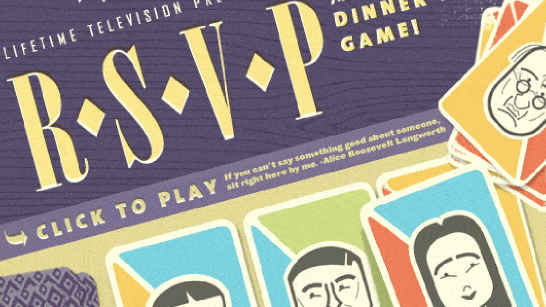 LIFETIME TELEVISION
DINNER
GAME!
R·S·V·P
CLICK TO PLAY
If you can't say something good about someone,
sit right here by me. -Alice Roosevelt Longworth